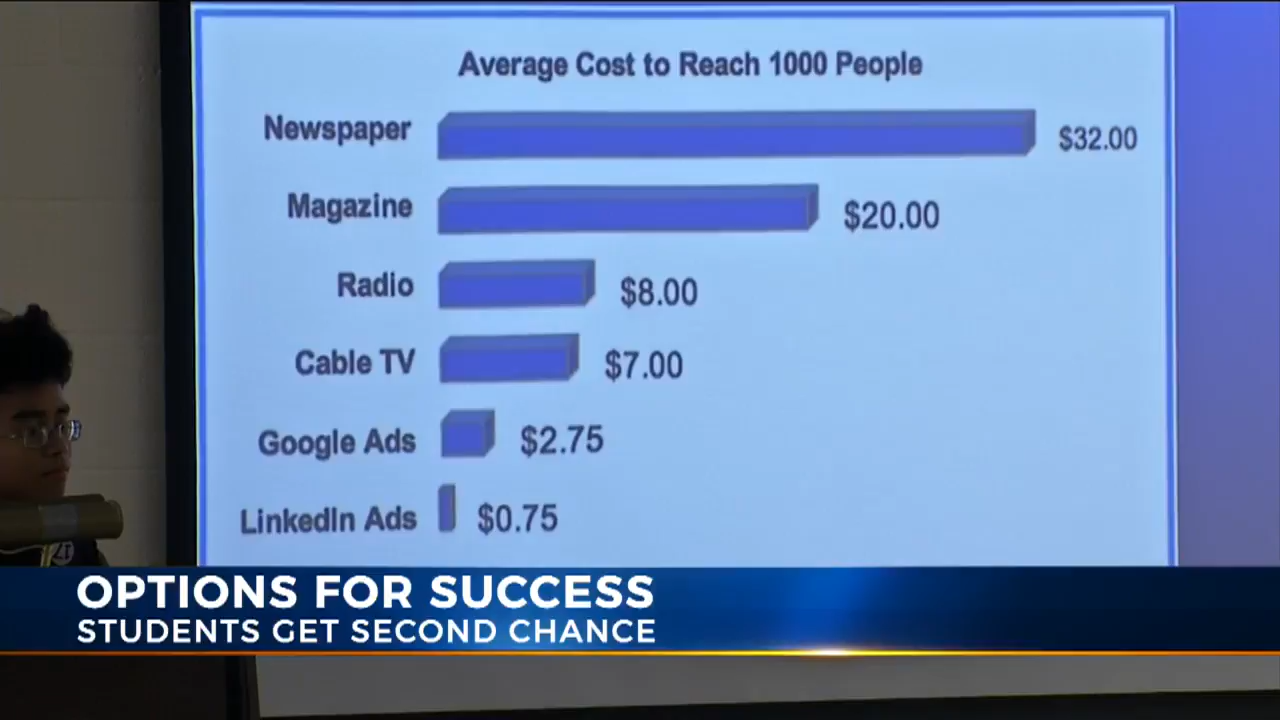 Average Cost to Reach 1000 People
Newspaper $32.00
Magazine $20.00
Radio $8.00
Cable TV $7.00
Google Ads $2.75
LinkedIn Ads $0.75
OPTIONS FOR SUCCESS
STUDENTS GET SECOND CHANCE